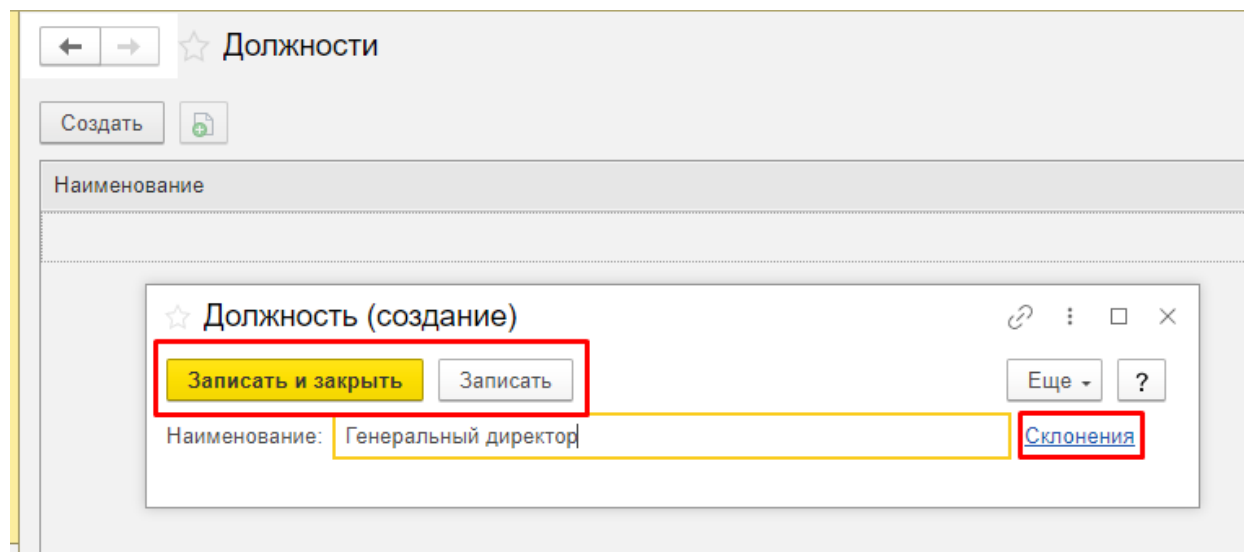 Должности
Создать
Наименование
Должность (создание)
Записать и закрыть Записать Еще ?
Наименование: Генеральный директор Склонения